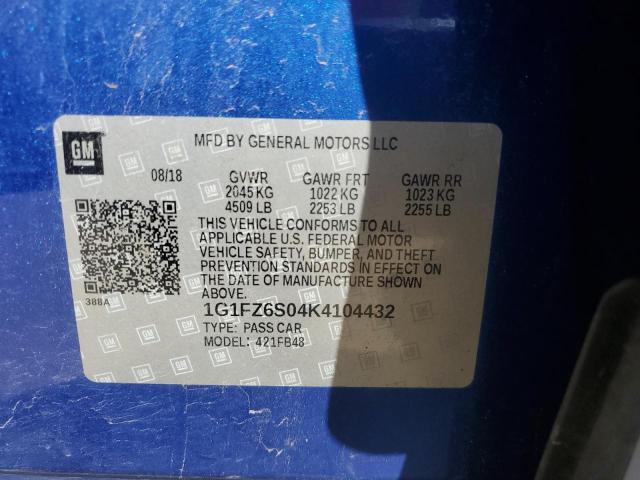 GM
MFD BY GENERAL MOTORS LLC
08/18 GVWR GAWR FRT GAWR RR
2045 KG 1022 KG 1023 KG
4509 LB 2253 LB 2255 LB
THIS VEHICLE CONFORMS TO ALL
APPLICABLE U.S. FEDERAL MOTOR
VEHICLE SAFETY, BUMPER, AND THEFT
PREVENTION STANDARDS IN EFFECT ON
THE DATE OF MANUFACTURE SHOWN
ABOVE.
388A
1G1FZ6S04K4104432
TYPE: PASS CAR
MODEL: 421FB48